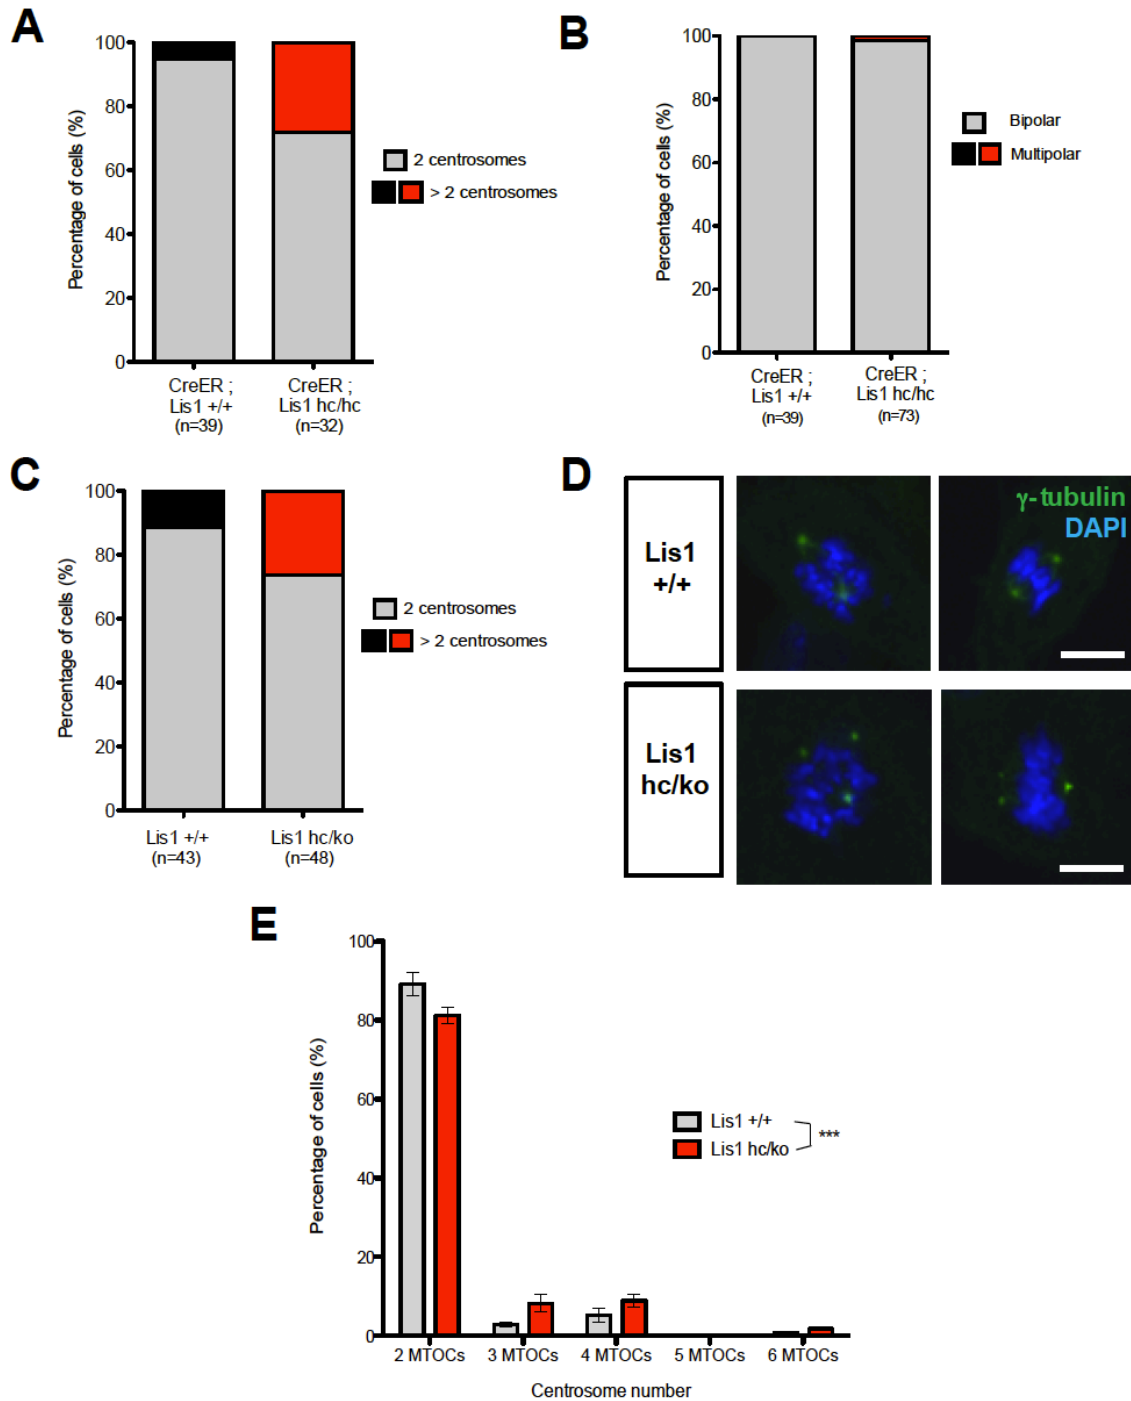 A
Percentage of cells (%)
100
80
60
40
20
0
CreER ;
Lis1 +/+
(n=39)
CreER ;
Lis1 hc/hc
(n=32)
2 centrosomes
> 2 centrosomes
B
Percentage of cells (%)
100
80
60
40
20
0
CreER ;
Lis1 +/+
(n=39)
CreER ;
Lis1 hc/hc
(n=73)
Bipolar
Multipolar
C
Percentage of cells (%)
100
80
60
40
20
0
Lis1 +/+
(n=43)
Lis1 hc/ko
(n=48)
2 centrosomes
> 2 centrosomes
D
Lis1
+/+
γ-tubulin
DAPI
Lis1
hc/ko
E
Percentage of cells (%)
100
80
60
40
20
0
2 MTOCs
3 MTOCs
4 MTOCs
5 MTOCs
6 MTOCs
Centrosome number
Lis1 +/+
Lis1 hc/ko
***